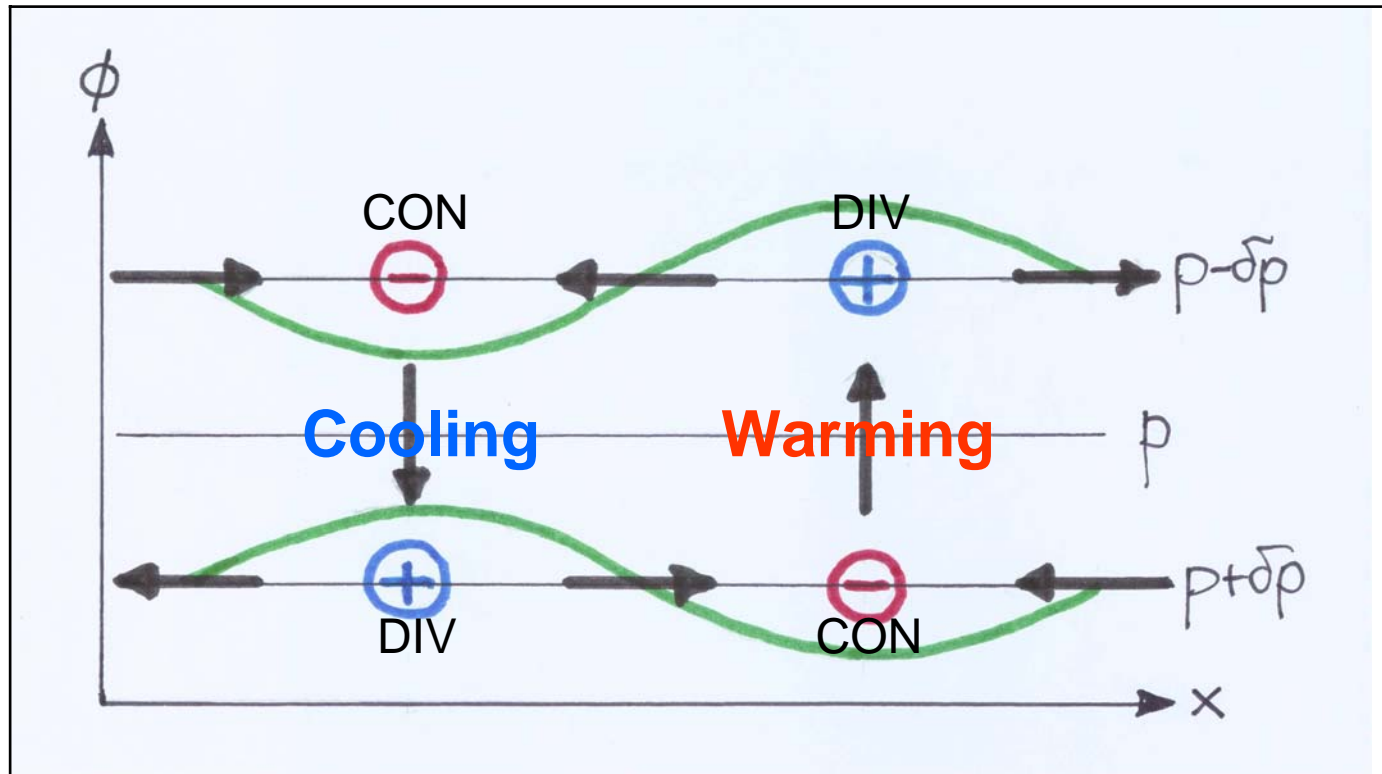 ϕ
CON DIV
− + p-δp
Cooling Warming p
+ − p+δp
DIV CON
x